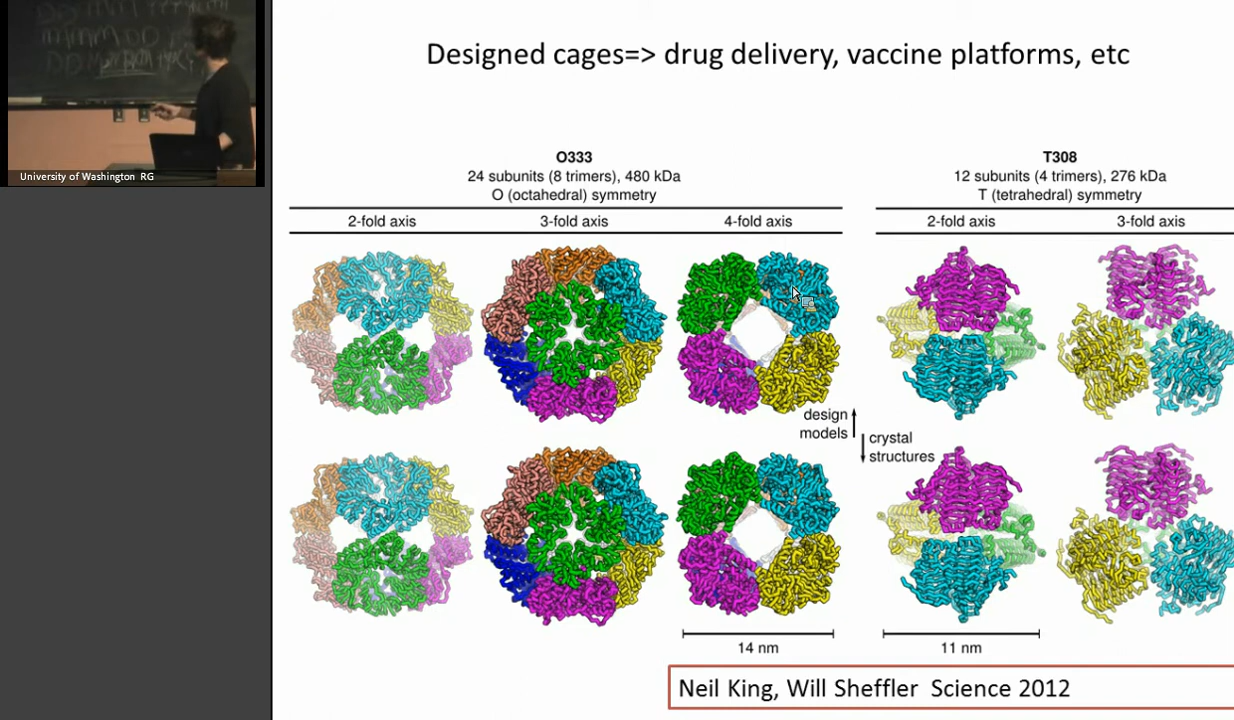 Designed cages=> drug delivery, vaccine platforms, etc
University of Washington RG
O333
24 subunits (8 trimers), 480 kDa
O (octahedral) symmetry
2-fold axis
3-fold axis
4-fold axis
T308
12 subunits (4 trimers), 276 kDa
T (tetrahedral) symmetry
2-fold axis
3-fold axis
design
models
crystal
structures
14 nm
11 nm
Neil King, Will Sheffler Science 2012